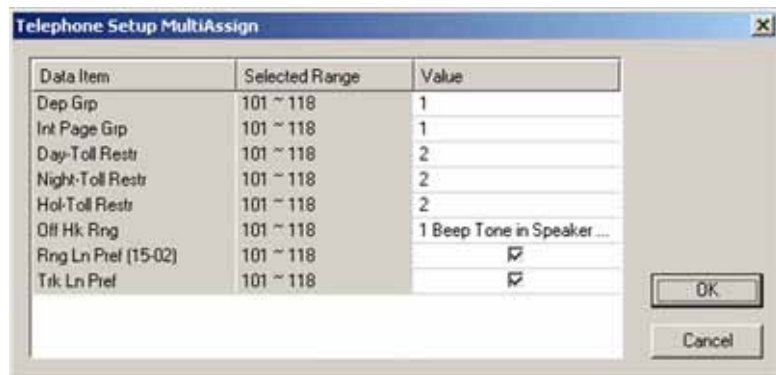 Telephone Setup MultiAssign
Data Item Selected Range Value
Dep Grp 101 ~ 118 1
Int Page Grp 101 ~ 118 1
Day-Toll Restr 101 ~ 118 2
Night-Toll Restr 101 ~ 118 2
Hol-Toll Restr 101 ~ 118 2
Off Hk Rng 101 ~ 118 1 Beep Tone in Speaker ...
Rng Ln Pref (15-02) 101 ~ 118
Trk Ln Pref 101 ~ 118
OK
Cancel